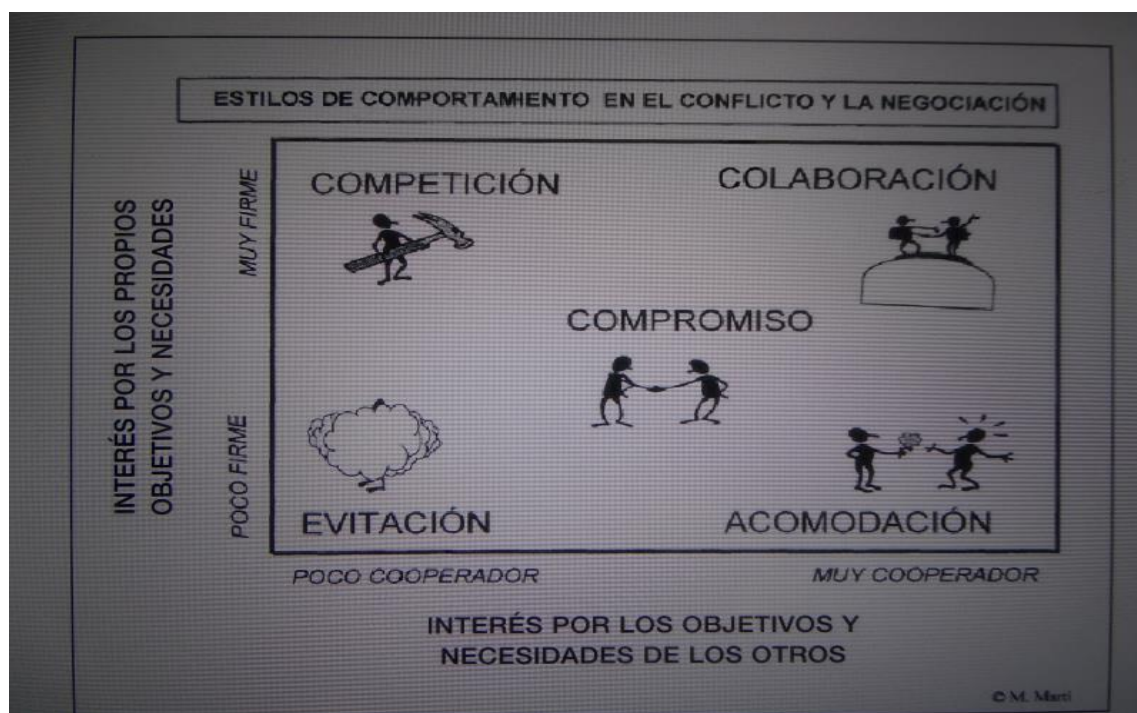 ESTILOS DE COMPORTAMIENTO EN EL CONFLICTO Y LA NEGOCIACIÓN
INTERÉS POR LOS PROPIOS
OBJETIVOS Y NECESIDADES
MUY FIRME
POCO FIRME
COMPETICIÓN
COLABORACIÓN
COMPROMISO
EVITACIÓN
ACOMODACIÓN
POCO COOPERADOR
MUY COOPERADOR
INTERÉS POR LOS OBJETIVOS Y
NECESIDADES DE LOS OTROS
© M. Martí